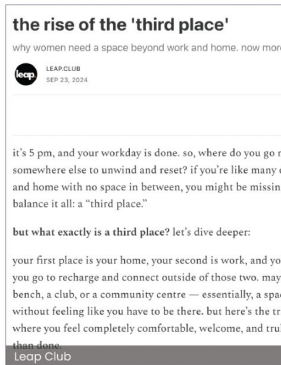 the rise of the 'third place'
why women need a space beyond work and home. now more
leap.
LEAP.CLUB
SEP 23, 2024
it's 5 pm, and your workday is done. so, where do you go
somewhere else to unwind and reset? if you're like many
and home with no space in between, you might be missin
balance it all: a “third place.”
but what exactly is a third place? let's dive deeper:
your first place is your home, your second is work, and yo
you go to recharge and connect outside of those two. may
bench, a club, or a community centre — essentially, a spa
without feeling like you have to be there. but here's the tr
where you feel completely comfortable, welcome, and tru
than done.
Leap Club